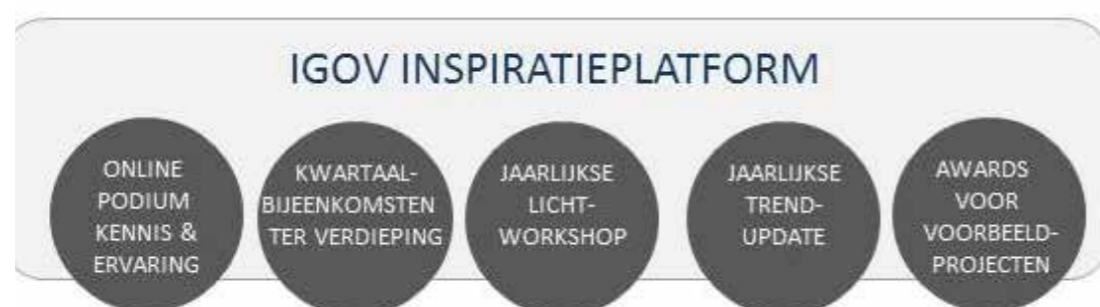 IGOV INSPIRATIEPLATFORM
ONLINE
PODIUM
KENNIS &
ERVARING
KWARTAAL-
BIJEENKOMSTEN
TER VERDIEPING
JAARLIJKSE
LICHT-
WORKSHOP
JAARLIJKSE
TREND-
UPDATE
AWARDS
VOOR
VOORBEELD-
PROJECTEN